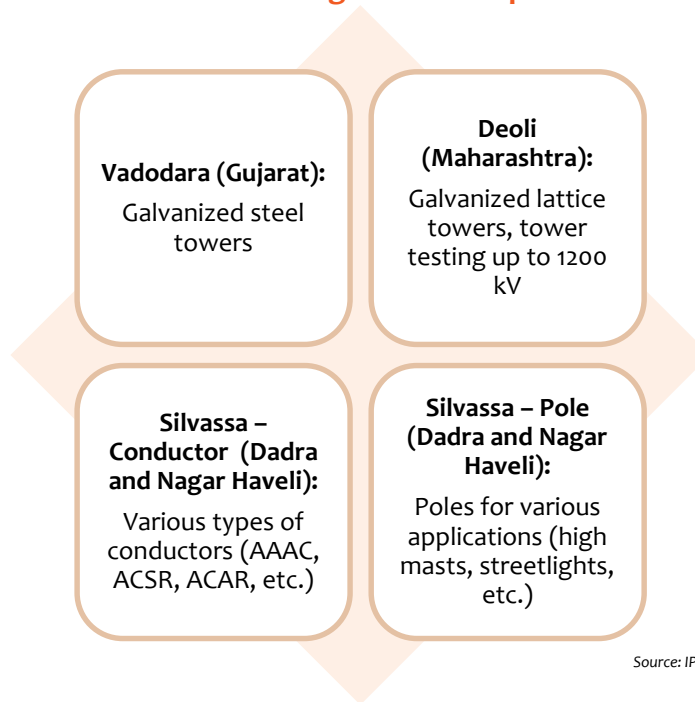 Vadodara (Gujarat):
Galvanized steel
towers
Deoli
(Maharashtra):
Galvanized lattice
towers, tower
testing up to 1200
kV
Silvassa –
Conductor (Dadra
and Nagar Haveli):
Various types of
conductors (AAAC,
ACSR, ACAR, etc.)
Silvassa – Pole
(Dadra and Nagar
Haveli):
Poles for various
applications (high
masts, streetlights,
etc.)
Source: IP